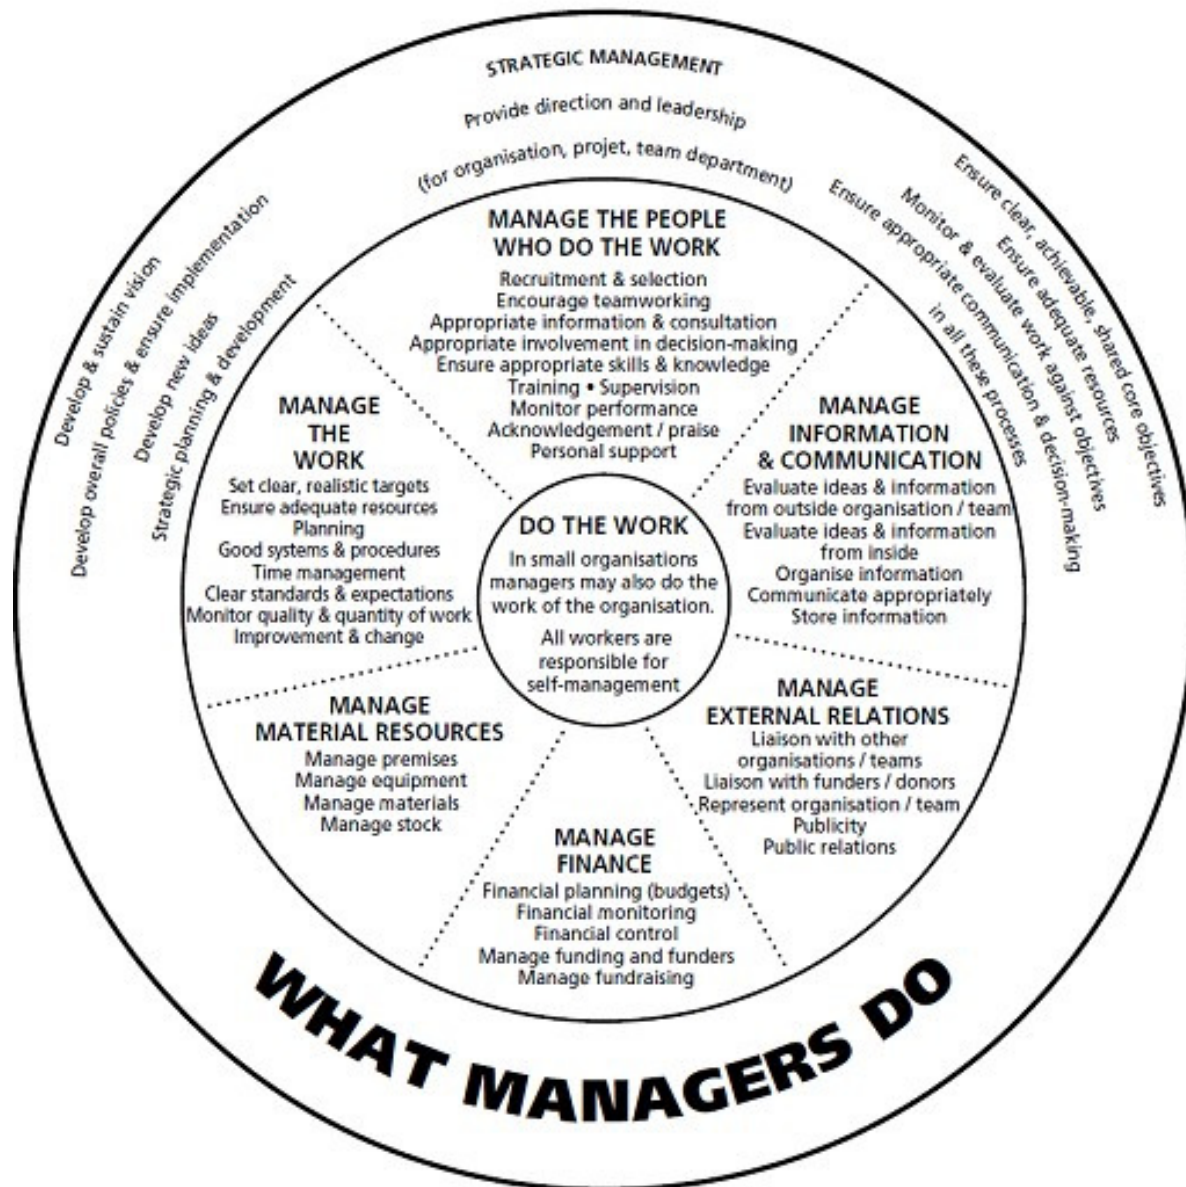 STRATEGIC MANAGEMENT
Provide direction and leadership
(for organisation, projet, team department)
Develop & sustain vision
Develop overall policies & ensure implementation
Develop new ideas
Strategic planning & development
Ensure clear, achievable, shared core objectives
Ensure adequate resources
Monitor & evaluate work against objectives
Ensure appropriate communication & decision-making
in all these processes
MANAGE THE PEOPLE
WHO DO THE WORK
Recruitment & selection
Encourage teamworking
Appropriate information & consultation
Appropriate involvement in decision-making
Ensure appropriate skills & knowledge
Training • Supervision
Monitor performance
Acknowledgement / praise
Personal support
MANAGE
THE
WORK
Set clear, realistic targets
Ensure adequate resources
Planning
Good systems & procedures
Time management
Clear standards & expectations
Monitor quality & quantity of work
Improvement & change
MANAGE
INFORMATION
& COMMUNICATION
Evaluate ideas & information
from outside organisation / team
Evaluate ideas & information
from inside
Organise information
Communicate appropriately
Store information
DO THE WORK
In small organisations
managers may also do the
work of the organisation.
All workers are
responsible for
self-management
MANAGE
MATERIAL RESOURCES
Manage premises
Manage equipment
Manage materials
Manage stock
MANAGE
EXTERNAL RELATIONS
Liaison with other
organisations / teams
Liaison with funders / donors
Represent organisation / team
Publicity
Public relations
MANAGE
FINANCE
Financial planning (budgets)
Financial monitoring
Financial control
Manage funding and funders
Manage fundraising
WHAT MANAGERS DO